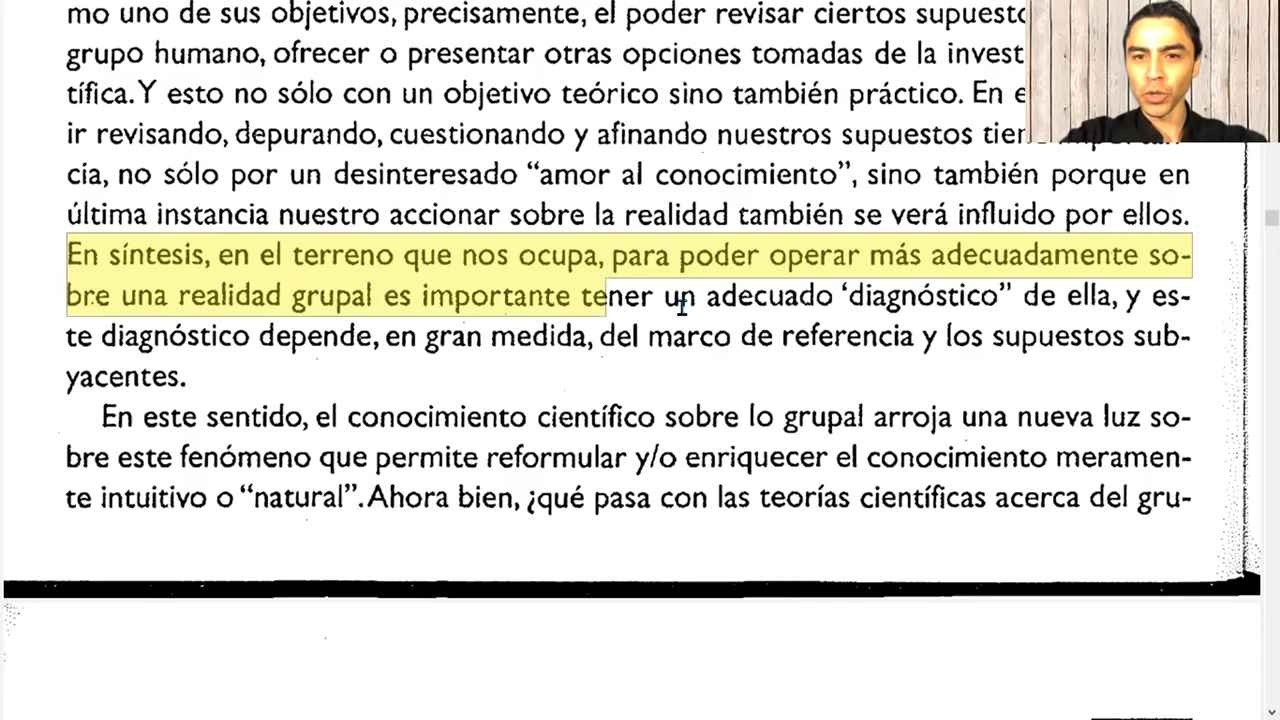 mo uno de sus objetivos, precisamente, el poder revisar ciertos
grupo humano, ofrecer o presentar otras opciones tomadas de la
tífica. Y esto no sólo con un objetivo teórico sino también práctico. En
ir revisando, depurando, cuestionando y afinando nuestros supuestos
cía, no sólo por un desinteresado “amor al conocimiento”, sino también porque en
última instancia nuestro accionar sobre la realidad también se verá influido por ellos.
En síntesis, en el terreno que nos ocupa, para poder operar más adecuadamente so-
bre una realidad grupal es importante tener un adecuado ‘diagnóstico” de ella, y es-
te diagnóstico depende, en gran medida, del marco de referencia y los supuestos sub-
yacentes.
En este sentido, el conocimiento científico sobre lo grupal arroja una nueva luz so-
bre este fenómeno que permite reformular y/o enriquecer el conocimiento meramen-
te intuitivo o “natural”. Ahora bien, ¿qué pasa con las teorías científicas acerca del gru-